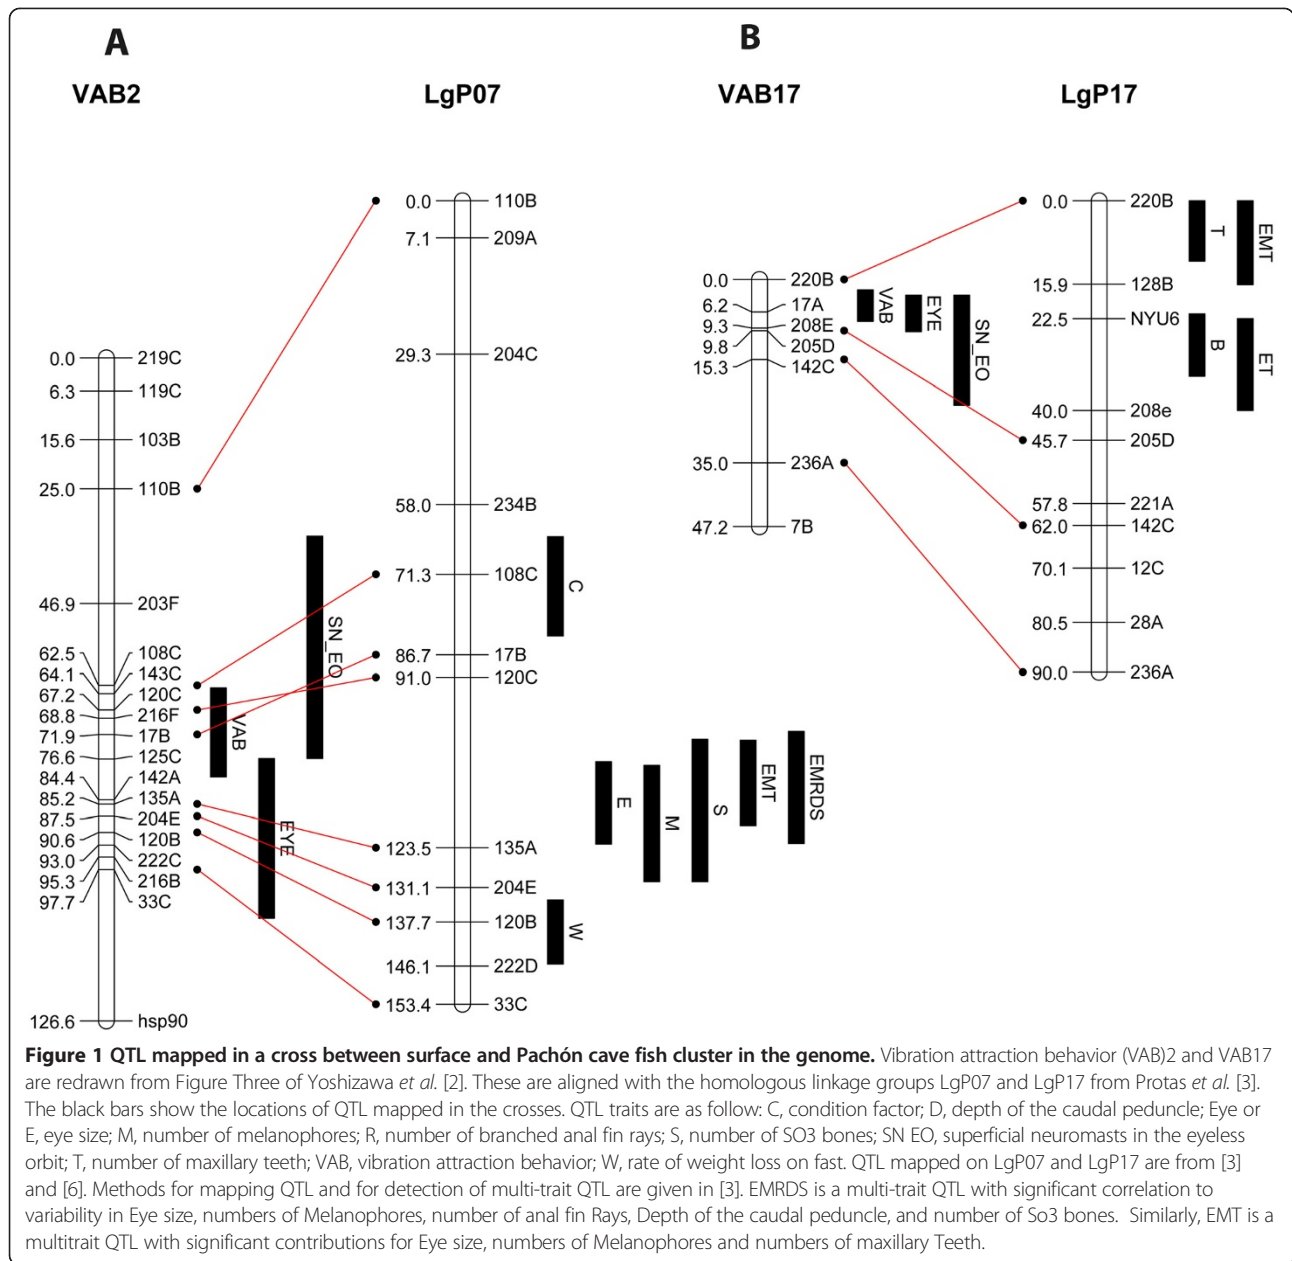 A
B
VAB2
LgP07
VAB17
LgP17
0.0 219C
6.3 119C
15.6 103B
25.0 110B
46.9 203F
62.5 108C
64.1 143C
67.2 120C
68.8 216F
71.9 17B
76.6 125C
84.4 142A
85.2 135A
87.5 204E
90.6 120B
93.0 222C
95.3 216B
97.7 33C
126.6 hsp90
VAB
EYE
SN_EO
0.0 110B
7.1 209A
29.3 204C
58.0 234B
71.3 108C
86.7 17B
91.0 120C
123.5 135A
131.1 204E
137.7 120B
146.1 222D
153.4 33C
C
W
E
M
S
EMT
EMRDS
0.0 220B
6.2 17A
9.3 208E
9.8 205D
15.3 142C
35.0 236A
47.2 7B
VAB
EYE
SN_EO
0.0 220B
15.9 128B
22.5 NYU6
40.0 208e
45.7 205D
57.8 221A
62.0 142C
70.1 12C
80.5 28A
90.0 236A
T
EMT
B
ET
Figure 1 QTL mapped in a cross between surface and Pachón cave fish cluster in the genome. Vibration attraction behavior (VAB)2 and VAB17
are redrawn from Figure Three of Yoshizawa et al. [2]. These are aligned with the homologous linkage groups LgP07 and LgP17 from Protas et al. [3].
The black bars show the locations of QTL mapped in the crosses. QTL traits are as follow: C, condition factor; D, depth of the caudal peduncle; Eye or
E, eye size; M, number of melanophores; R, number of branched anal fin rays; S, number of SO3 bones; SN EO, superficial neuromasts in the eyeless
orbit; T, number of maxillary teeth; VAB, vibration attraction behavior; W, rate of weight loss on fast. QTL mapped on LgP07 and LgP17 are from [3]
and [6]. Methods for mapping QTL and for detection of multi-trait QTL are given in [3]. EMRDS is a multi-trait QTL with significant correlation to
variability in Eye size, numbers of Melanophores, number of anal fin Rays, Depth of the caudal peduncle, and number of So3 bones. Similarly, EMT is a
multitrait QTL with significant contributions for Eye size, numbers of Melanophores and numbers of maxillary Teeth.